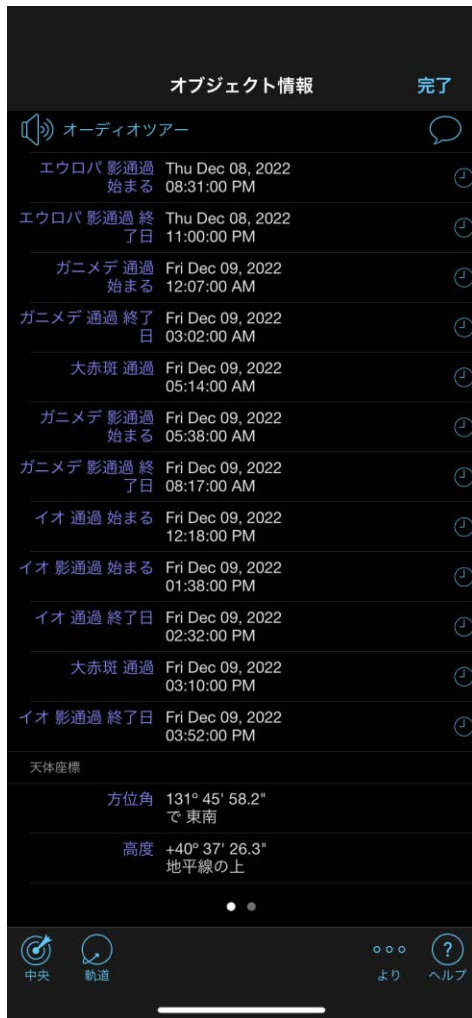 オブジェクト情報
完了
オーディオツアー
エウロパ 影通過
始まる
Thu Dec 08, 2022
08:31:00 PM
エウロパ 影通過 終
了日
Thu Dec 08, 2022
11:00:00 PM
ガニメデ 通過
始まる
Fri Dec 09, 2022
12:07:00 AM
ガニメデ 通過 終了
日
Fri Dec 09, 2022
03:02:00 AM
大赤斑 通過
Fri Dec 09, 2022
05:14:00 AM
ガニメデ 影通過
始まる
Fri Dec 09, 2022
05:38:00 AM
ガニメデ 影通過 終
了日
Fri Dec 09, 2022
08:17:00 AM
イオ 通過 始まる
Fri Dec 09, 2022
12:18:00 PM
イオ 影通過 始まる
Fri Dec 09, 2022
01:38:00 PM
イオ 通過 終了日
Fri Dec 09, 2022
02:32:00 PM
大赤斑 通過
Fri Dec 09, 2022
03:10:00 PM
イオ 影通過 終了日
Fri Dec 09, 2022
03:52:00 PM
天体座標
方位角
131° 45' 58.2"
で 東南
高度
+40° 37' 26.3"
地平線の上
中央
軌道
より
?
ヘルプ